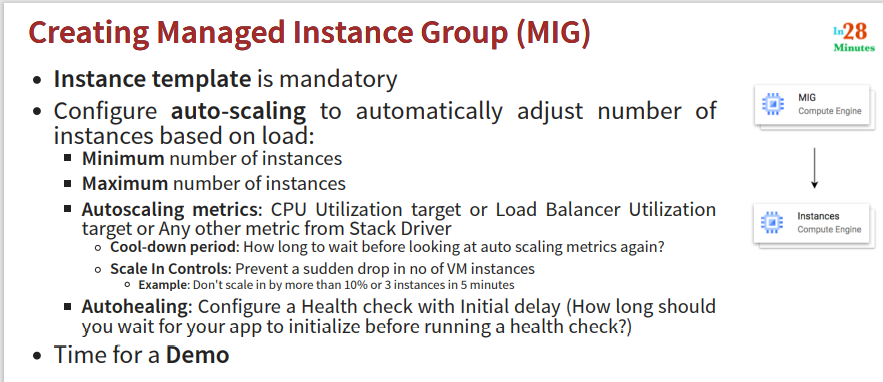 Creating Managed Instance Group (MIG)
In28
Minutes
• Instance template is mandatory
• Configure auto-scaling to automatically adjust number of
instances based on load:
▪ Minimum number of instances
▪ Maximum number of instances
▪ Autoscaling metrics: CPU Utilization target or Load Balancer Utilization
target or Any other metric from Stack Driver
◦ Cool-down period: How long to wait before looking at auto scaling metrics again?
◦ Scale In Controls: Prevent a sudden drop in no of VM instances
◦ Example: Don't scale in by more than 10% or 3 instances in 5 minutes
▪ Autohealing: Configure a Health check with Initial delay (How long should
you wait for your app to initialize before running a health check?)
• Time for a Demo
MIG
Compute Engine
Instances
Compute Engine